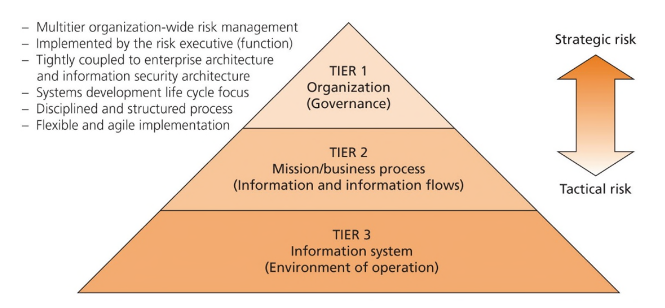 – Multitier organization-wide risk management
– Implemented by the risk executive (function)
– Tightly coupled to enterprise architecture
and information security architecture
– Systems development life cycle focus
– Disciplined and structured process
– Flexible and agile implementation
TIER 1
Organization
(Governance)
TIER 2
Mission/business process
(Information and information flows)
TIER 3
Information system
(Environment of operation)
Strategic risk
Tactical risk